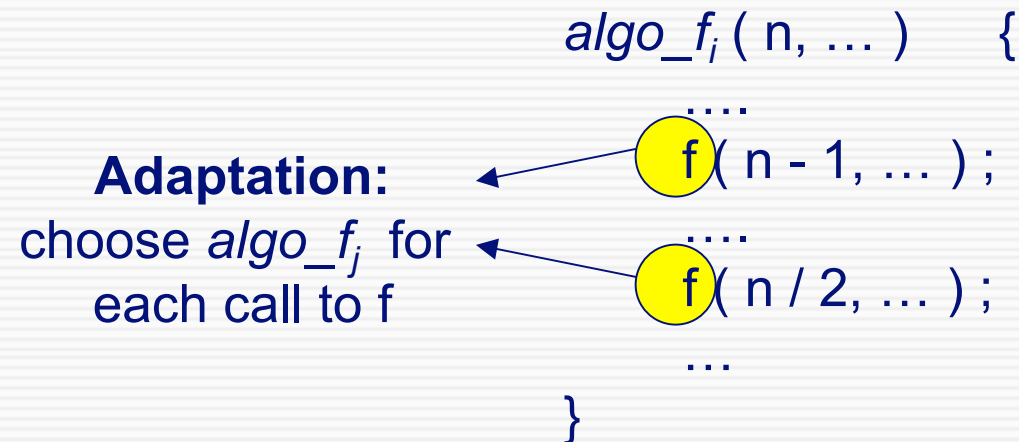 algo_fi ( n, … ) {
….
f ( n - 1, … ) ;
….
f ( n / 2, … ) ;
…
}
Adaptation:
choose algo_fj for
each call to f